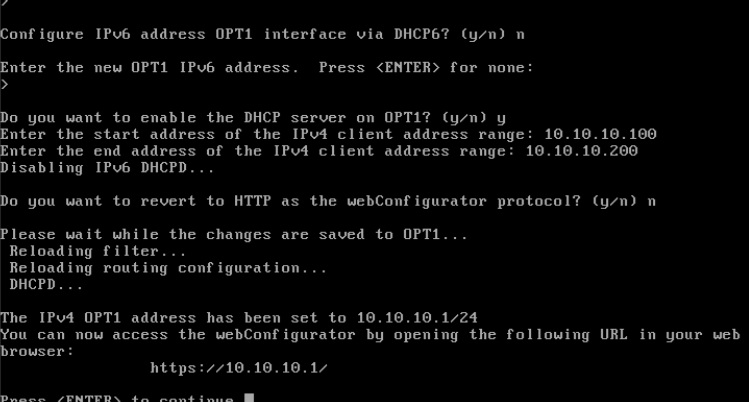 >
Configure IPv6 address OPT1 interface via DHCP6? (y/n) n
Enter the new OPT1 IPv6 address.  Press <ENTER> for none:
>
Do you want to enable the DHCP server on OPT1? (y/n) y
Enter the start address of the IPv4 client address range: 10.10.10.100
Enter the end address of the IPv4 client address range: 10.10.10.200
Disabling IPv6 DHCPD...
Do you want to revert to HTTP as the webConfigurator protocol? (y/n) n
Please wait while the changes are saved to OPT1...
 Reloading filter...
 Reloading routing configuration...
 DHCPD...
The IPv4 OPT1 address has been set to 10.10.10.1/24
You can now access the webConfigurator by opening the following URL in your web
browser:
                https://10.10.10.1/
Press <ENTER> to continue.